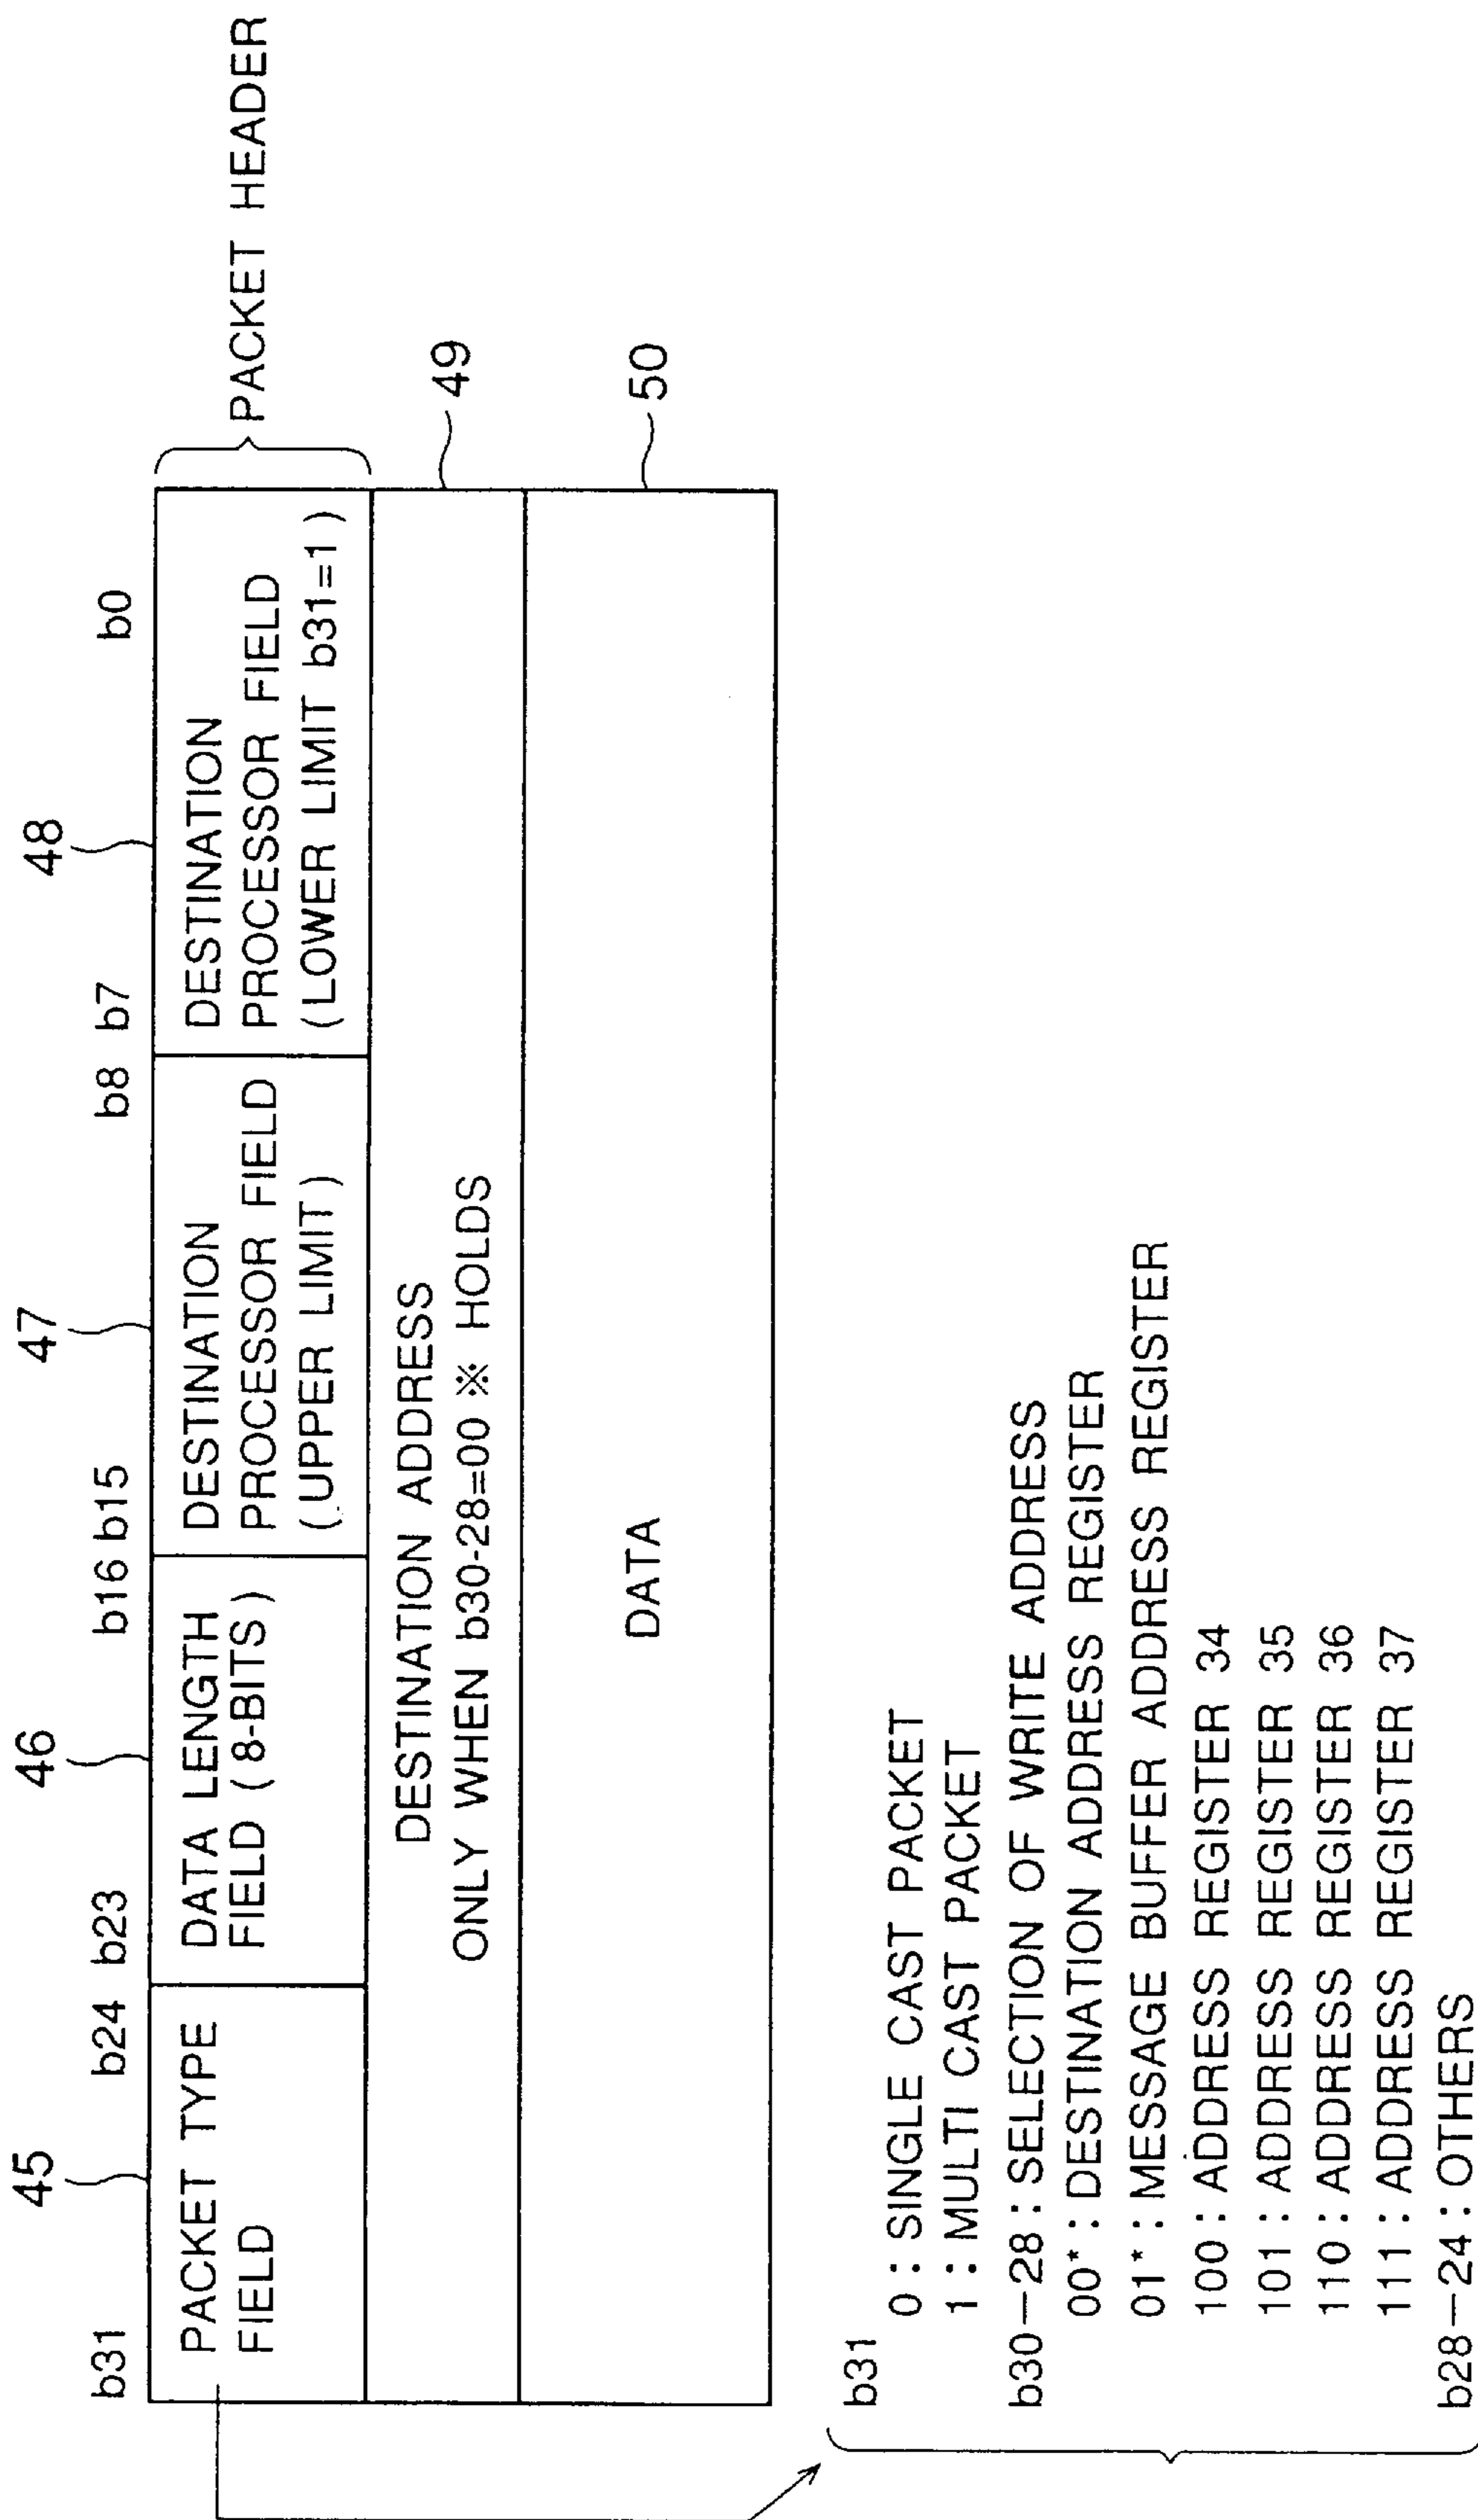 45
46
47
48
b31
b24 b23
b16 b15
b8 b7
b0
PACKET TYPE
FIELD
DATA LENGTH
FIELD (8-BITS)
DESTINATION
PROCESSOR FIELD
(UPPER LIMIT)
DESTINATION
PROCESSOR FIELD
(LOWER LIMIT b31=1)
PACKET HEADER
DESTINATION ADDRESS
ONLY WHEN b30-28=00 ※ HOLDS
49
DATA
50
b31
0 : SINGLE CAST PACKET
1 : MULTI CAST PACKET
b30–28 : SELECTION OF WRITE ADDRESS
00* : DESTINATION ADDRESS REGISTER
01* : MESSAGE BUFFER ADDRESS REGISTER
100 : ADDRESS REGISTER 34
101 : ADDRESS REGISTER 35
110 : ADDRESS REGISTER 36
111 : ADDRESS REGISTER 37
b28–24 : OTHERS